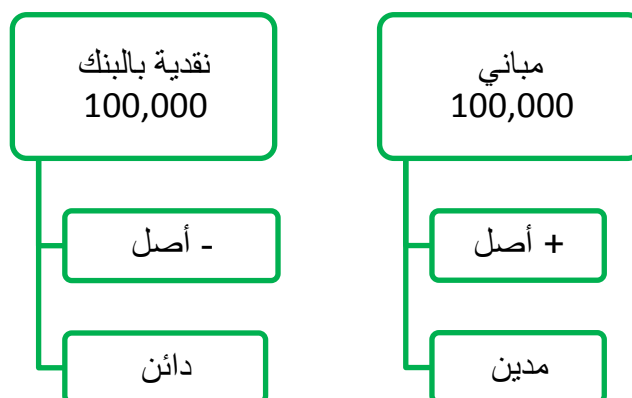 مباني
100,000
+ أصل
مدين
نقدية بالبنك
100,000
- أصل
دائن